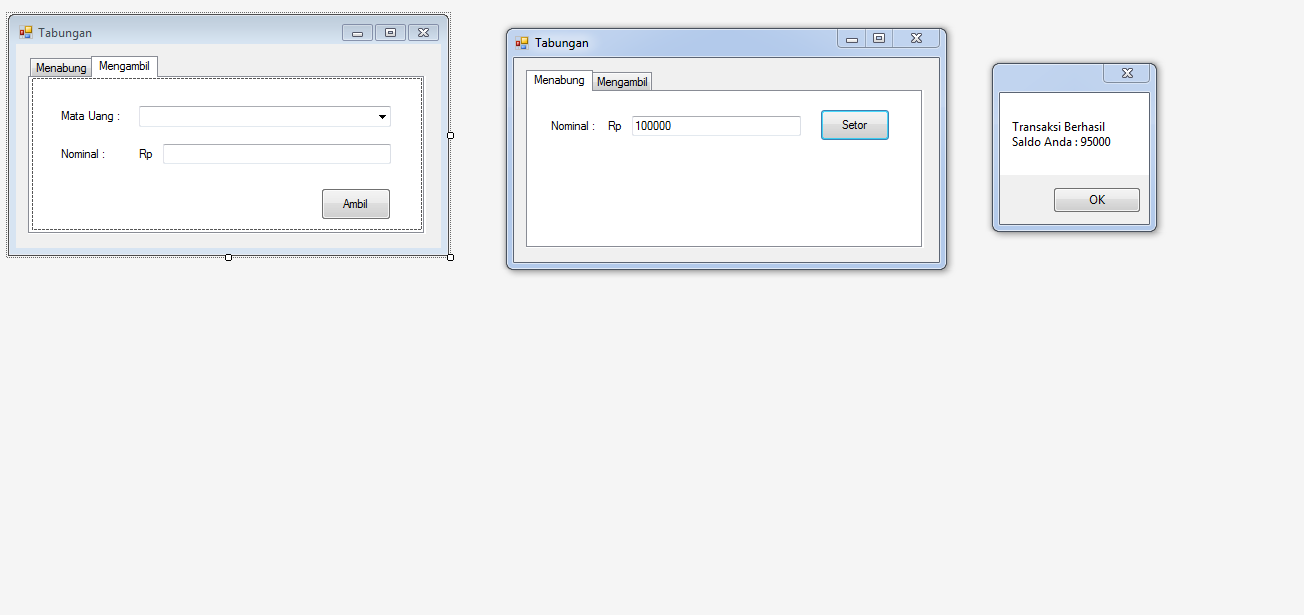 Tabungan
Menabung Mengambil
Mata Uang :
Nominal : Rp
Ambil
Tabungan
Menabung Mengambil
Nominal : Rp 100000 Setor
Transaksi Berhasil
Saldo Anda : 95000
OK